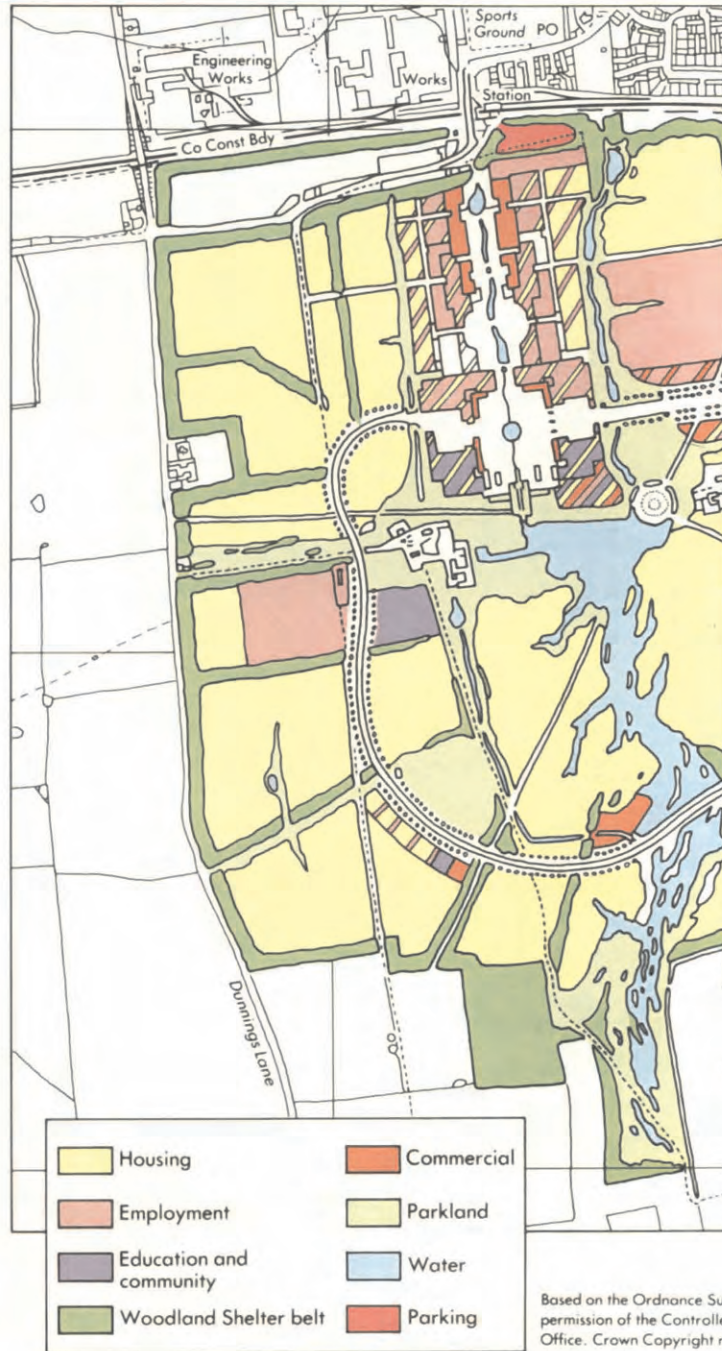 Sports
Ground PO
Engineering
Works
Works
Station
Co Const Bdy
Dunnings Lane
Housing
Employment
Education and
community
Woodland Shelter belt
Commercial
Parkland
Water
Parking
Based on the Ordnance Su
permission of the Controlle
Office. Crown Copyright r